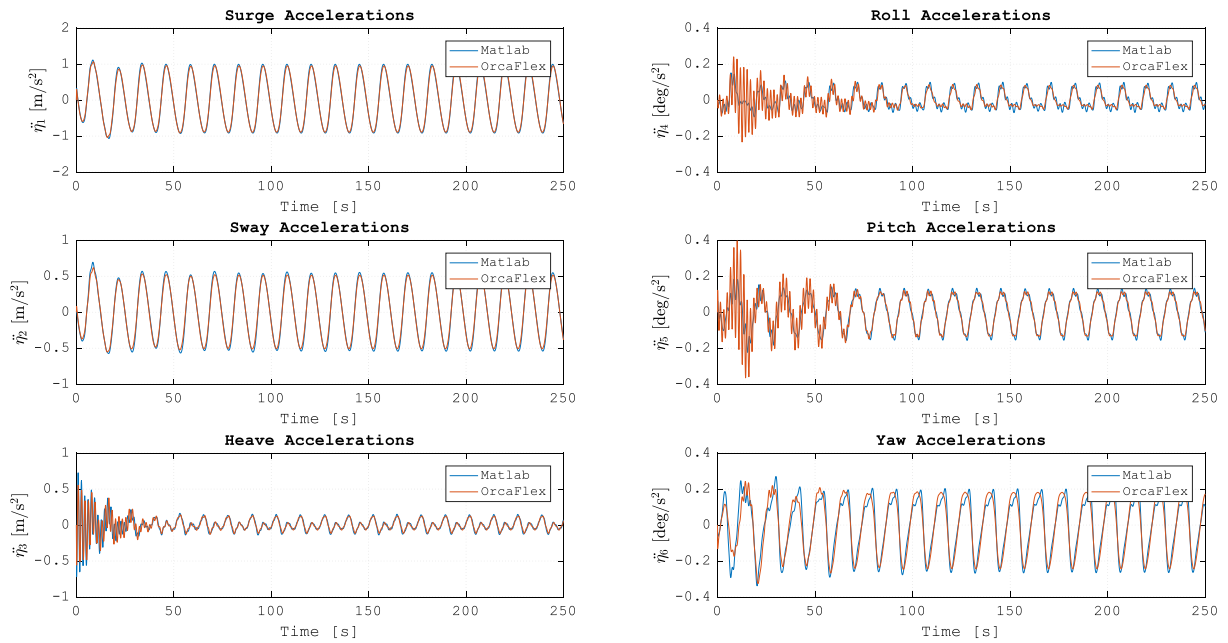 Surge Accelerations
2
1
0
-1
-2
η̈₁ [m/s²]
Matlab
OrcaFlex
0 50 100 150 200 250
Time [s]
Roll Accelerations
0.4
0.2
0
-0.2
-0.4
η̈₄ [deg/s²]
Matlab
OrcaFlex
0 50 100 150 200 250
Time [s]
Sway Accelerations
1
0.5
0
-0.5
-1
η̈₂ [m/s²]
Matlab
OrcaFlex
0 50 100 150 200 250
Time [s]
Pitch Accelerations
0.4
0.2
0
-0.2
-0.4
η̈₅ [deg/s²]
Matlab
OrcaFlex
0 50 100 150 200 250
Time [s]
Heave Accelerations
1
0.5
0
-0.5
-1
η̈₃ [m/s²]
Matlab
OrcaFlex
0 50 100 150 200 250
Time [s]
Yaw Accelerations
0.4
0.2
0
-0.2
-0.4
η̈₆ [deg/s²]
Matlab
OrcaFlex
0 50 100 150 200 250
Time [s]